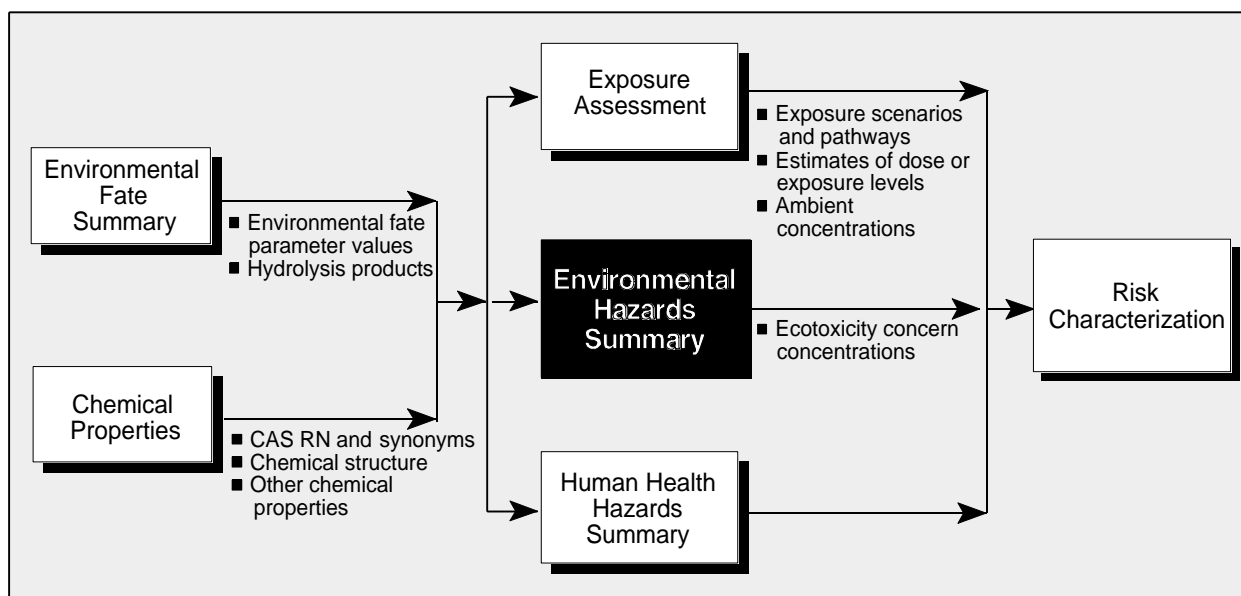 Environmental
Fate
Summary
■ Environmental fate
parameter values
■ Hydrolysis products
Chemical
Properties
■ CAS RN and synonyms
■ Chemical structure
■ Other chemical
properties
Exposure
Assessment
■ Exposure scenarios
and pathways
■ Estimates of dose or
exposure levels
■ Ambient
concentrations
Environmental
Hazards
Summary
■ Ecotoxicity concern
concentrations
Human Health
Hazards
Summary
Risk
Characterization